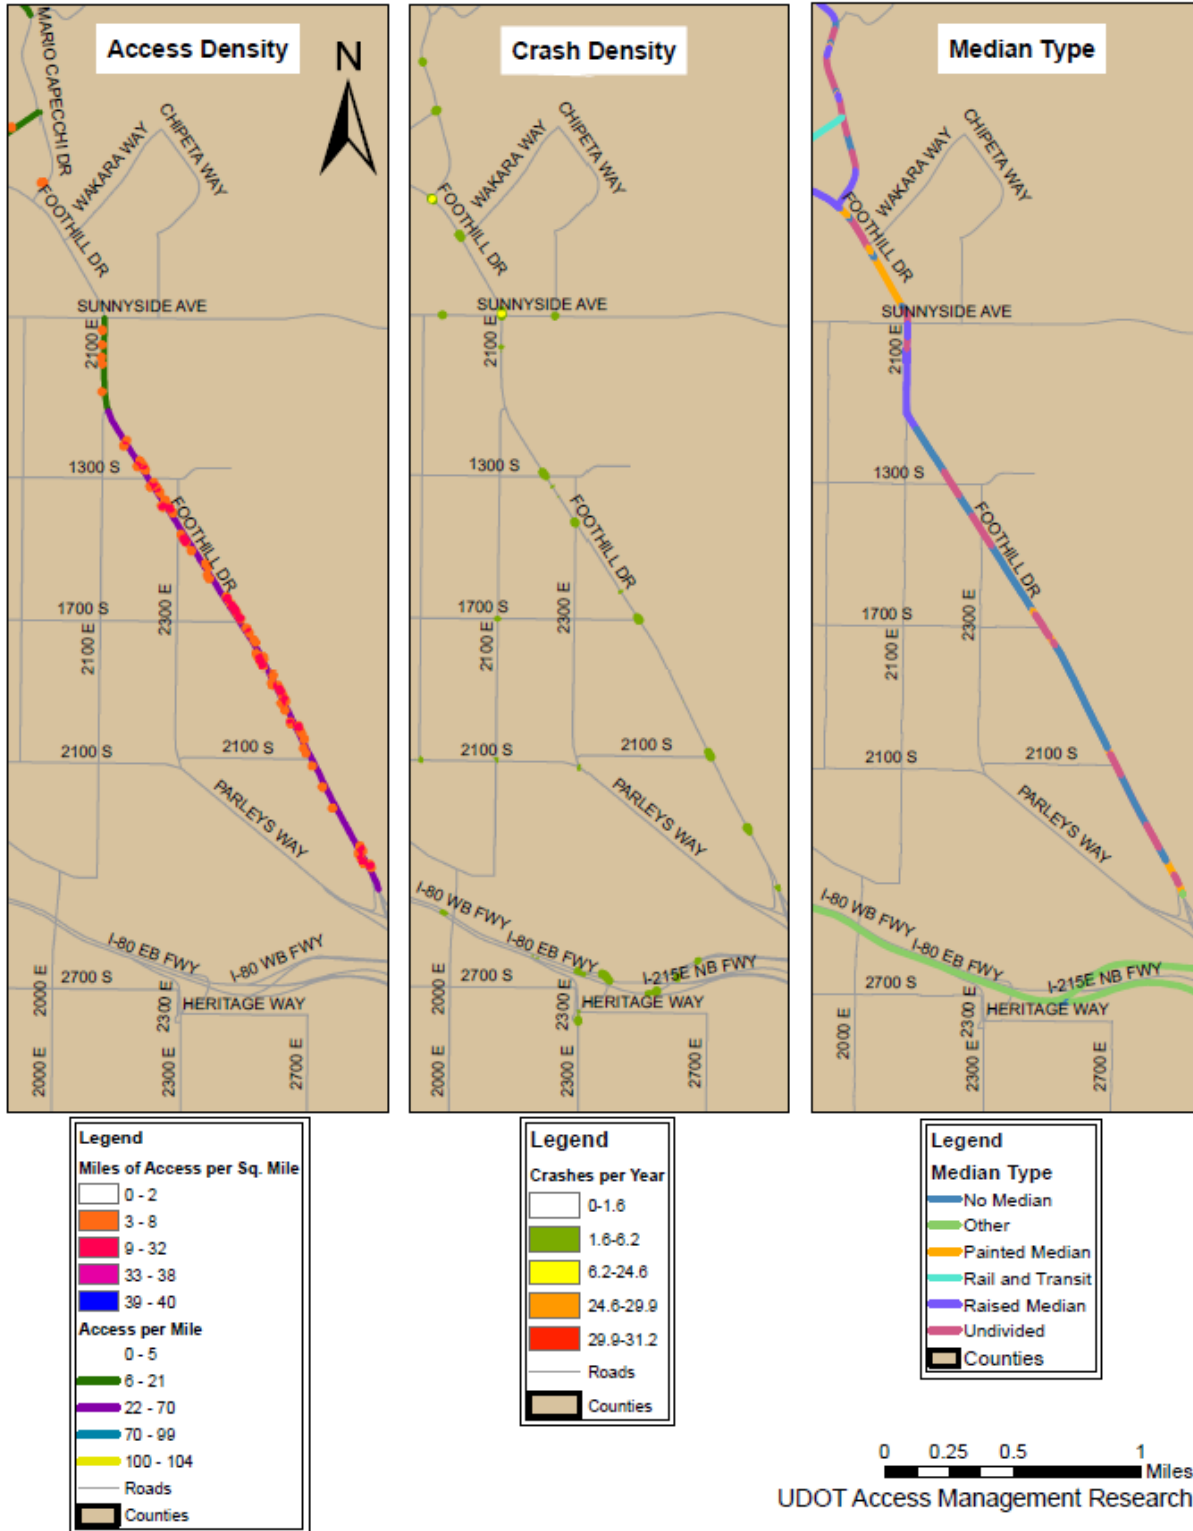 Access Density
N
MARIO CAPECCHI DR
WAKARA WAY
CHIPETA WAY
FOOTHILL DR
SUNNYSIDE AVE
2100 E
1300 S
FOOTHILL DR
1700 S
2300 E
2100 E
2100 S
2100 S
PARLEYS WAY
I-80 WB FWY
I-80 EB FWY
I-80 WB FWY
2700 S
2000 E
HERITAGE WAY
2300 E
2000 E
2300 E
2700 E
Crash Density
CHIPETA WAY
WAKARA WAY
FOOTHILL DR
SUNNYSIDE AVE
2100 E
1300 S
FOOTHILL DR
1700 S
2300 E
2100 E
2100 S
2100 S
PARLEYS WAY
I-80 WB FWY
I-80 EB FWY
I-215E NB FWY
2700 S
2000 E
HERITAGE WAY
2300 E
2000 E
2300 E
2700 E
Median Type
CHIPETA WAY
WAKARA WAY
FOOTHILL DR
SUNNYSIDE AVE
2100 E
1300 S
FOOTHILL DR
1700 S
2300 E
2100 E
2100 S
2100 S
PARLEYS WAY
I-80 WB FWY
I-80 EB FWY
I-215E NB FWY
2700 S
HERITAGE WAY
2300 E
2000 E
2300 E
2700 E
Legend
Miles of Access per Sq. Mile
0 - 2
3 - 8
9 - 32
33 - 38
39 - 40
Access per Mile
0 - 5
6 - 21
22 - 70
70 - 99
100 - 104
Roads
Counties
Legend
Crashes per Year
0-1.6
1.6-6.2
6.2-24.6
24.6-29.9
29.9-31.2
Roads
Counties
Legend
Median Type
No Median
Other
Painted Median
Rail and Transit
Raised Median
Undivided
Counties
0 0.25 0.5 1
Miles
UDOT Access Management Research